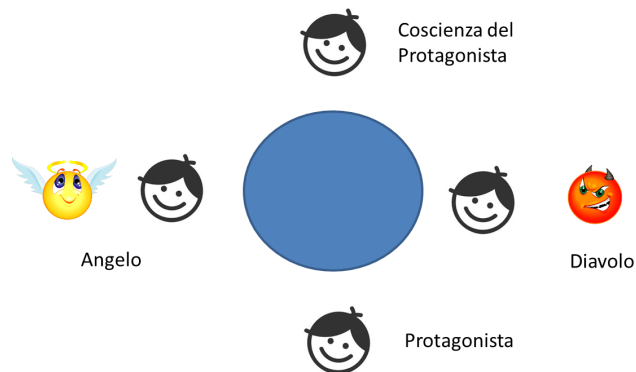 Coscienza del
Protagonista
Angelo
Diavolo
Protagonista